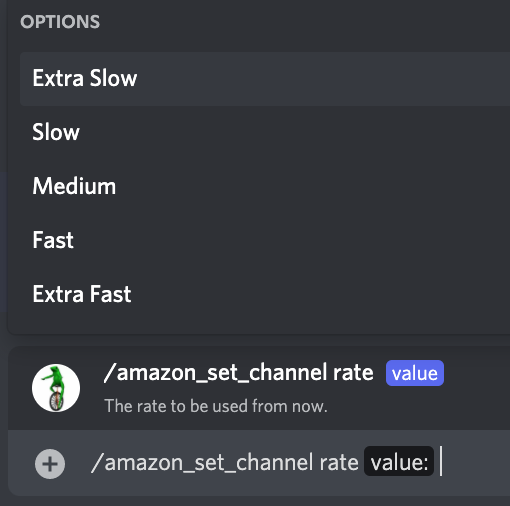 OPTIONS
Extra Slow
Slow
Medium
Fast
Extra Fast
/amazon_set_channel rate value
The rate to be used from now.
/amazon_set_channel rate value: